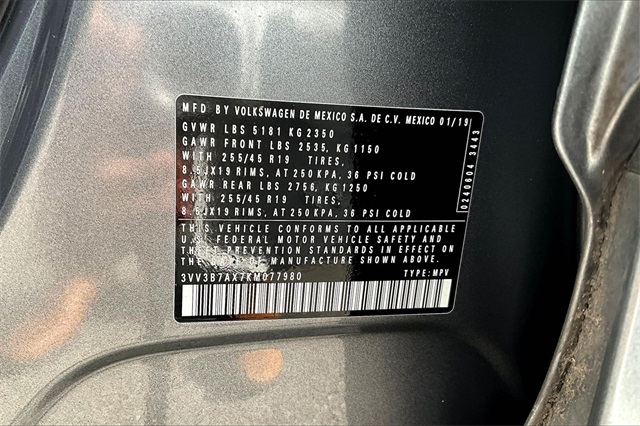 MFD BY VOLKSWAGEN DE MEXICO S.A. DE C.V. MEXICO 01/19
GVWR LBS 5181 KG 2350
GAWR FRONT LBS 2535, KG 1150
WITH 255/45 R19 TIRES,
8.5JX19 RIMS, AT 250 KPA, 36 PSI COLD
GAWR REAR LBS 2756, KG 1250
WITH 255/45 R19 TIRES,
8.5JX19 RIMS, AT 250 KPA, 36 PSI COLD
THIS VEHICLE CONFORMS TO ALL APPLICABLE
U.S. FEDERAL MOTOR VEHICLE SAFETY AND
THEFT PREVENTION STANDARDS IN EFFECT ON
THE DATE OF MANUFACTURE SHOWN ABOVE.
3VV3B7AX7KM077980 TYPE: MPV
0240604 3443